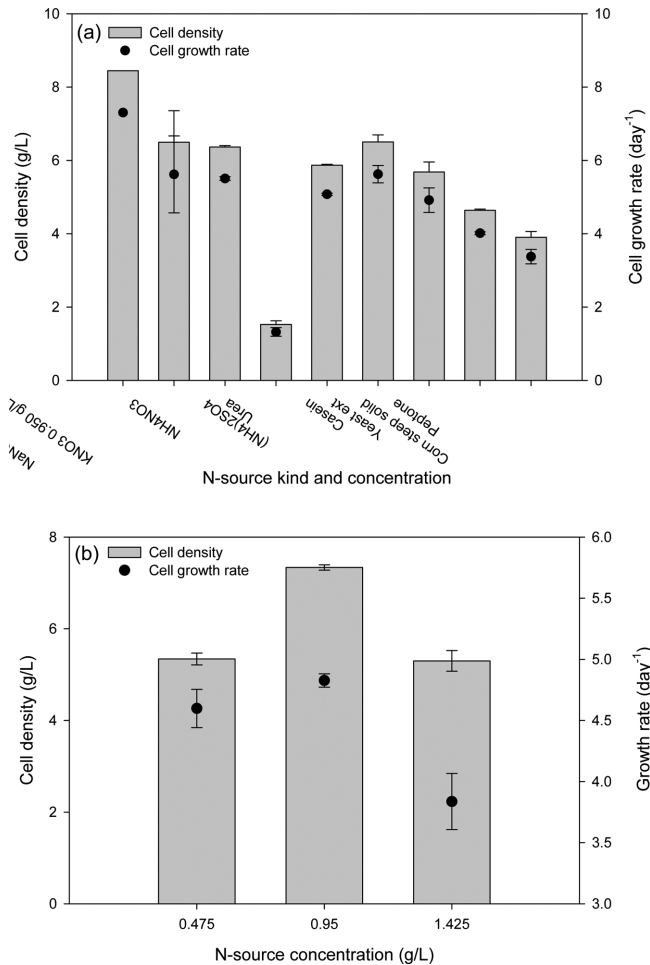 (a)
Cell density
Cell growth rate
10
8
6
4
2
0
Cell density (g/L)
10
8
6
4
2
0
Cell growth rate (day-1)
KNO3 0.950 g/L
NH4NO3
(NH4)2SO4
Urea
Casein
Yeast ext
Corn steep solid
Peptone
N-source kind and concentration
(b)
Cell density
Cell growth rate
8
6
4
2
0
Cell density (g/L)
6.0
5.5
5.0
4.5
4.0
3.5
3.0
Growth rate (day-1)
0.475
0.95
1.425
N-source concentration (g/L)